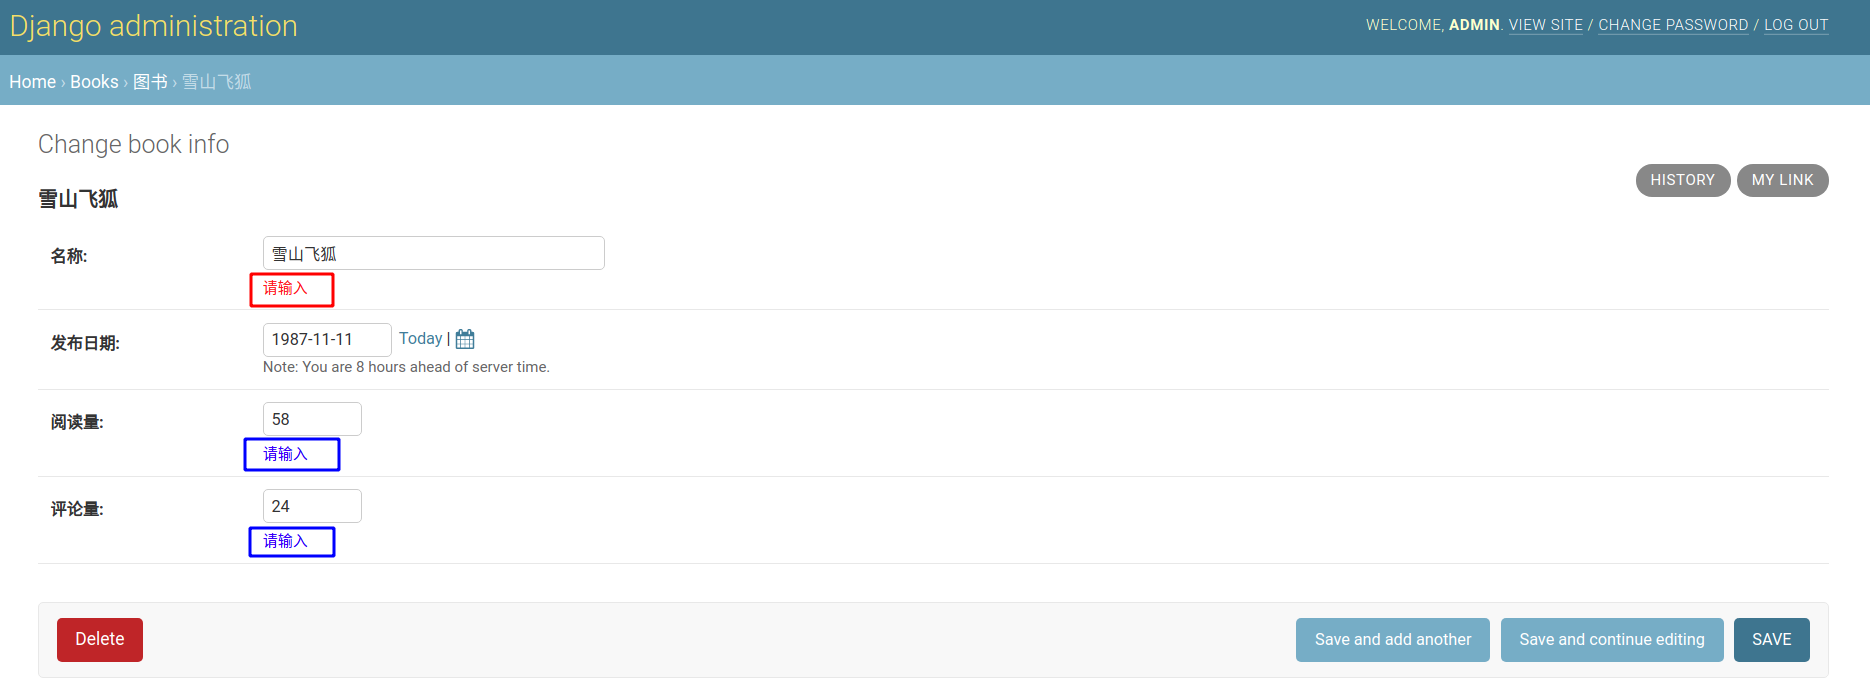 Django administration
WELCOME, ADMIN. VIEW SITE / CHANGE PASSWORD / LOG OUT
Home › Books › 图书 › 雪山飞狐
Change book info
HISTORY MY LINK
雪山飞狐
名称: 雪山飞狐
请输入
发布日期: 1987-11-11 Today |
Note: You are 8 hours ahead of server time.
阅读量: 58
请输入
评论量: 24
请输入
Delete Save and add another Save and continue editing SAVE